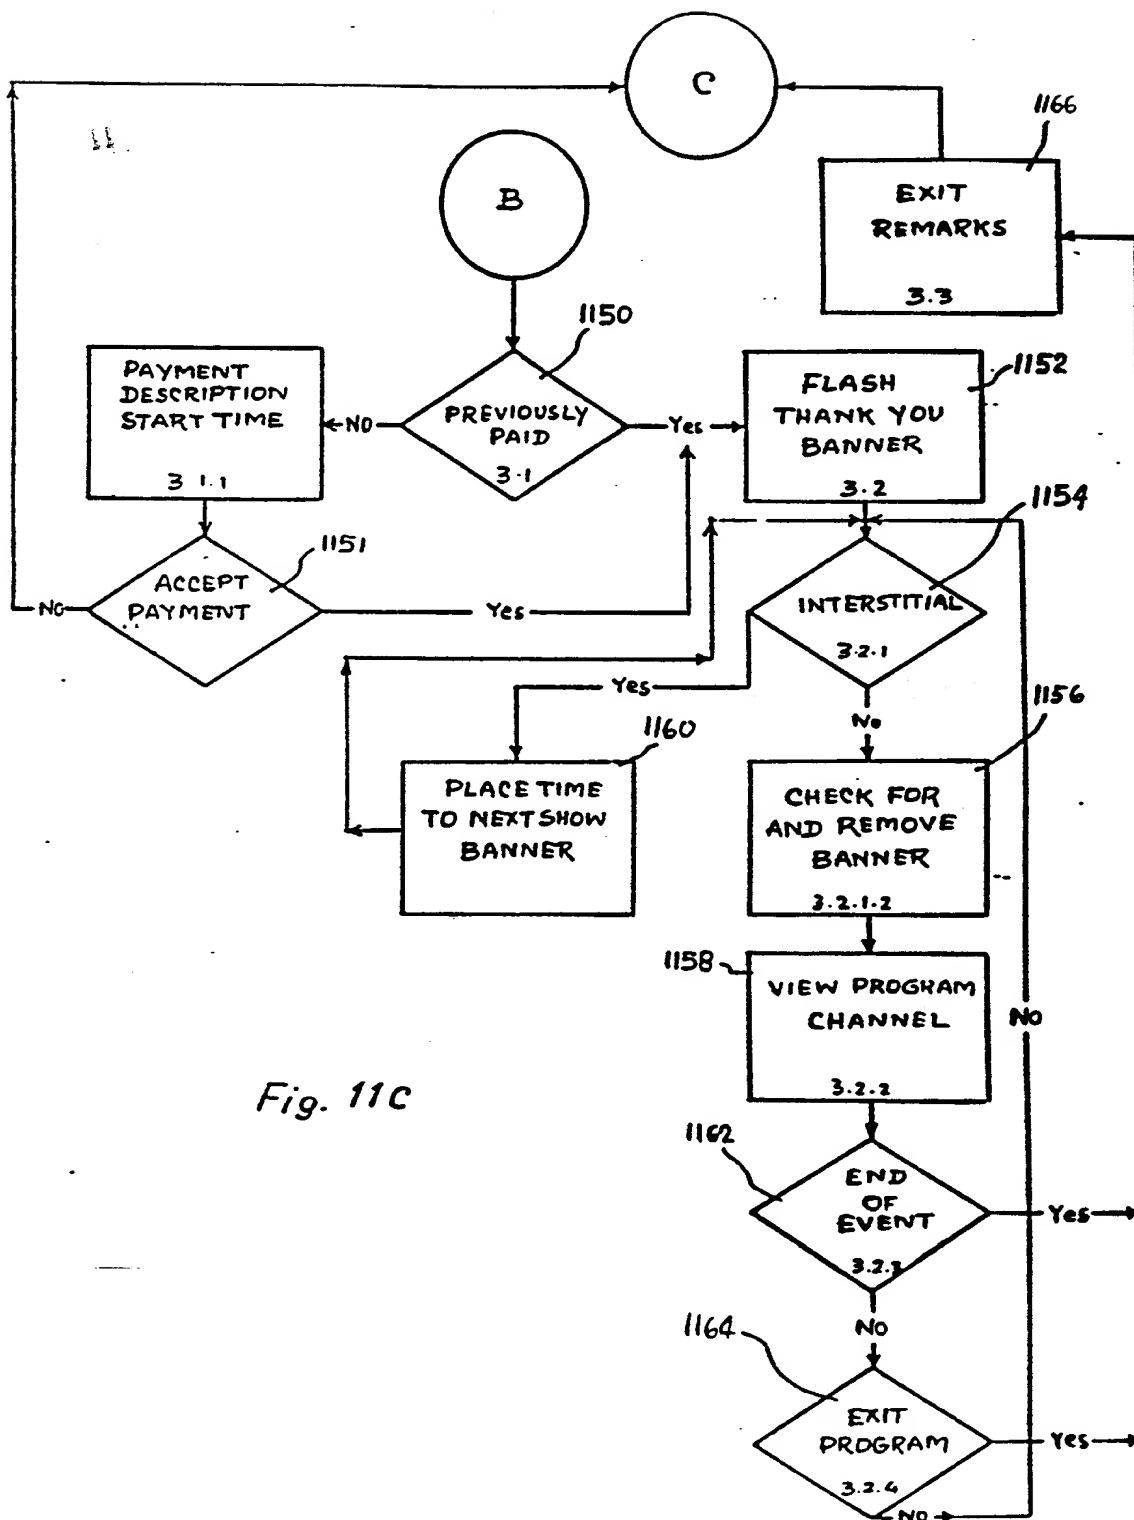 C
1166
EXIT
REMARKS
3.3
B
1150
PREVIOUSLY
PAID
3.1
NO
Yes
PAYMENT
DESCRIPTION
START TIME
3 1.1
1151
ACCEPT
PAYMENT
No
Yes
1152
FLASH
THANK YOU
BANNER
3.2
1154
INTERSTITIAL
3.2.1
Yes
No
1160
PLACE TIME
TO NEXT SHOW
BANNER
1156
CHECK FOR
AND REMOVE
BANNER
3.2.1.2
1158
VIEW PROGRAM
CHANNEL
3.2.2
NO
Fig. 11C
1162
END
OF
EVENT
3.2.3
Yes
NO
1164
EXIT
PROGRAM
3.2.4
Yes
NO